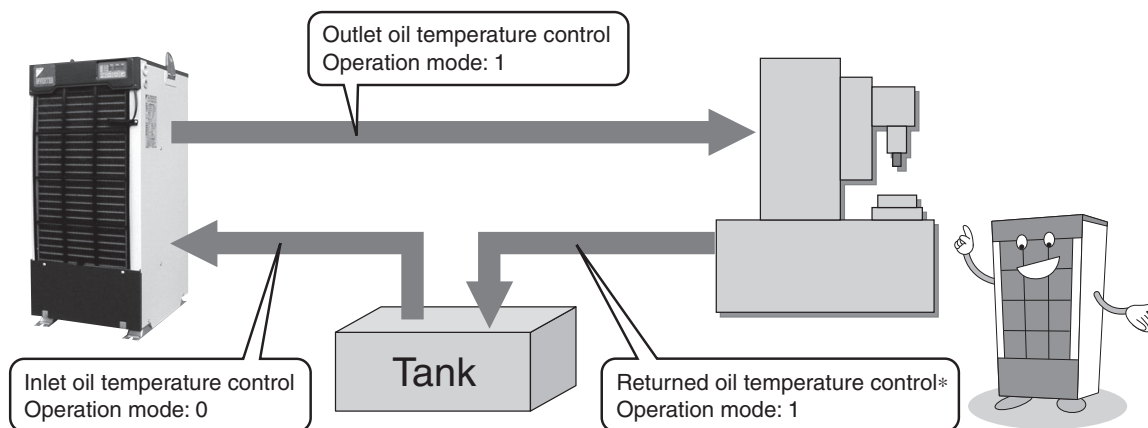 Outlet oil temperature control
Operation mode: 1
Inlet oil temperature control
Operation mode: 0
Tank
Returned oil temperature control*
Operation mode: 1